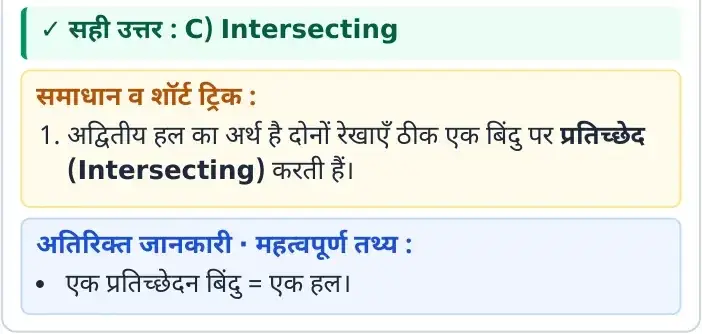 ✓ सही उत्तर : C) Intersecting
समाधान व शॉर्ट ट्रिक :
1. अद्वितीय हल का अर्थ है दोनों रेखाएँ ठीक एक बिंदु पर प्रतिच्छेद
(Intersecting) करती हैं।
अतिरिक्त जानकारी · महत्वपूर्ण तथ्य :
• एक प्रतिच्छेदन बिंदु = एक हल।